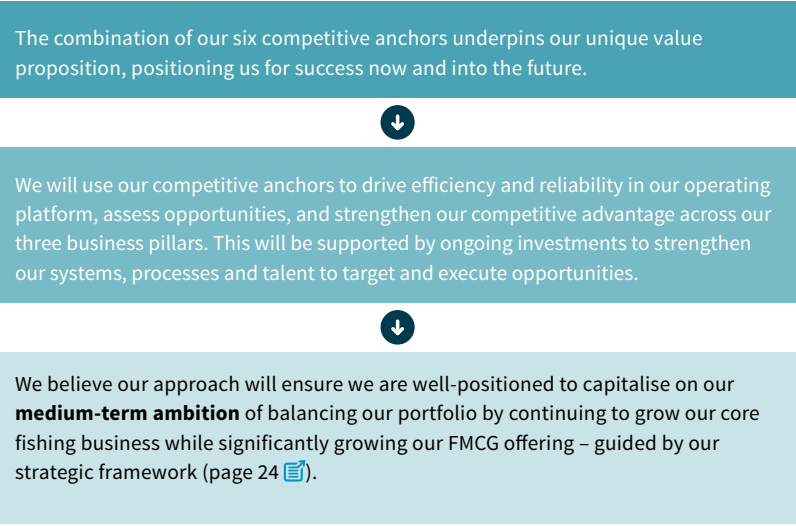 The combination of our six competitive anchors underpins our unique value
proposition, positioning us for success now and into the future.
We will use our competitive anchors to drive efficiency and reliability in our operating
platform, assess opportunities, and strengthen our competitive advantage across our
three business pillars. This will be supported by ongoing investments to strengthen
our systems, processes and talent to target and execute opportunities.
We believe our approach will ensure we are well-positioned to capitalise on our
medium-term ambition of balancing our portfolio by continuing to grow our core
fishing business while significantly growing our FMCG offering – guided by our
strategic framework (page 24 ).